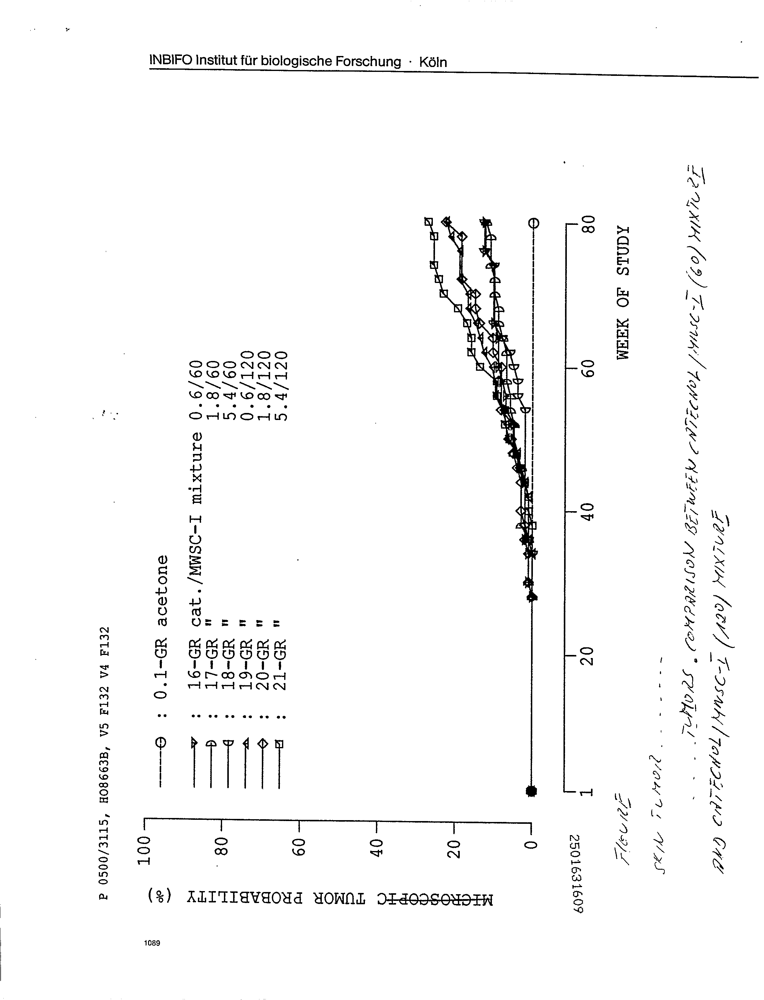 INBIFO Institut für biologische Forschung · Köln
P 0500/3115, HO8663B, V5 F132 V4 F132
: 0.1-GR acetone
: 16-GR cat./MWSC-I mixture 0.6/60
: 17-GR " 1.8/60
: 18-GR " 5.4/60
: 19-GR " 0.6/120
: 20-GR " 1.8/120
: 21-GR " 5.4/120
MICROSCOPIC TUMOR PROBABILITY (%)
100
80
60
40
20
0
1 20 40 60 80
WEEK OF STUDY
2501631609
FIGURE
SKIN TUMOR.......
.....TUMORS. COMPARISON BETWEEN CATECHOL/MWSC-I (60) MIXTURE
AND CATECHOL/MWSC-I (120) MIXTURE
1089